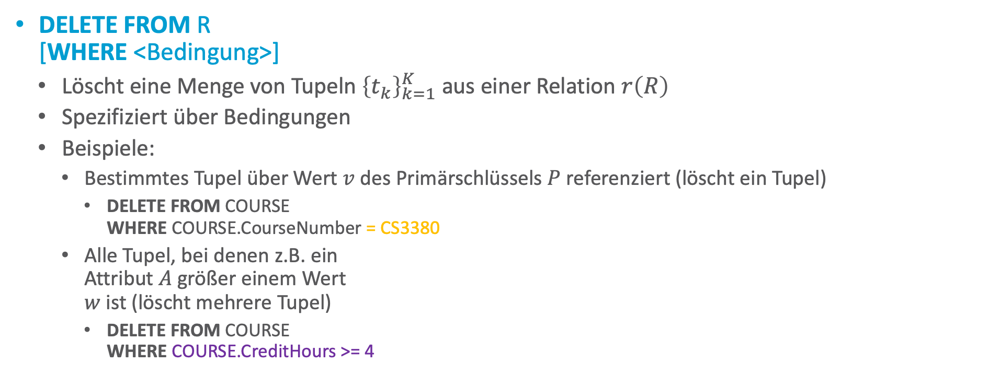 • DELETE FROM R
[WHERE <Bedingung>]
• Löscht eine Menge von Tupeln {𝑡ₖ}ᴷₖ₌₁ aus einer Relation 𝑟(𝑅)
• Spezifiziert über Bedingungen
• Beispiele:
• Bestimmtes Tupel über Wert 𝑣 des Primärschlüssels 𝑃 referenziert (löscht ein Tupel)
• DELETE FROM COURSE
WHERE COURSE.CourseNumber = CS3380
• Alle Tupel, bei denen z.B. ein
Attribut 𝐴 größer einem Wert
𝑤 ist (löscht mehrere Tupel)
• DELETE FROM COURSE
WHERE COURSE.CreditHours >= 4